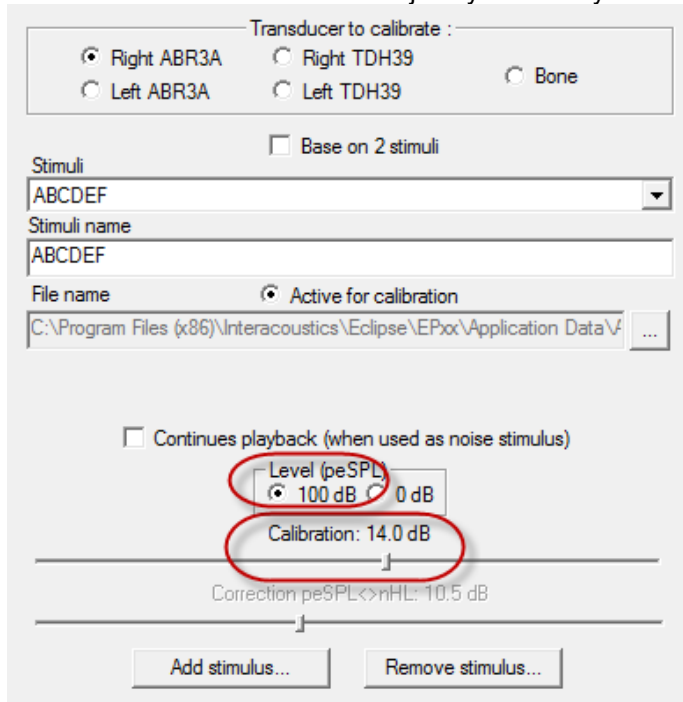 Transducer to calibrate :
Right ABR3A Right TDH39
Bone
Left ABR3A Left TDH39
Base on 2 stimuli
Stimuli
ABCDEF
Stimuli name
ABCDEF
File name Active for calibration
C:\Program Files (x86)\Interacoustics\Eclipse\EPxx\Application Data\ ...
Continues playback (when used as noise stimulus)
Level (peSPL)
100 dB 0 dB
Calibration: 14.0 dB
Correction peSPL<>nHL: 10.5 dB
Add stimulus... Remove stimulus...